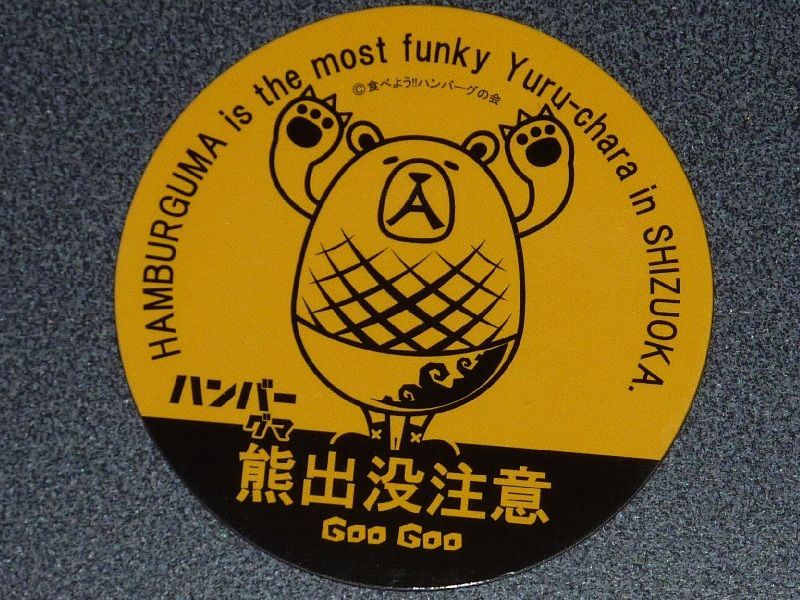 HAMBURGUMA is the most funky Yuru-chara in SHIZUOKA.
©食べよう!!ハンバーグの会
ハンバー
グマ
熊出没注意
Goo Goo